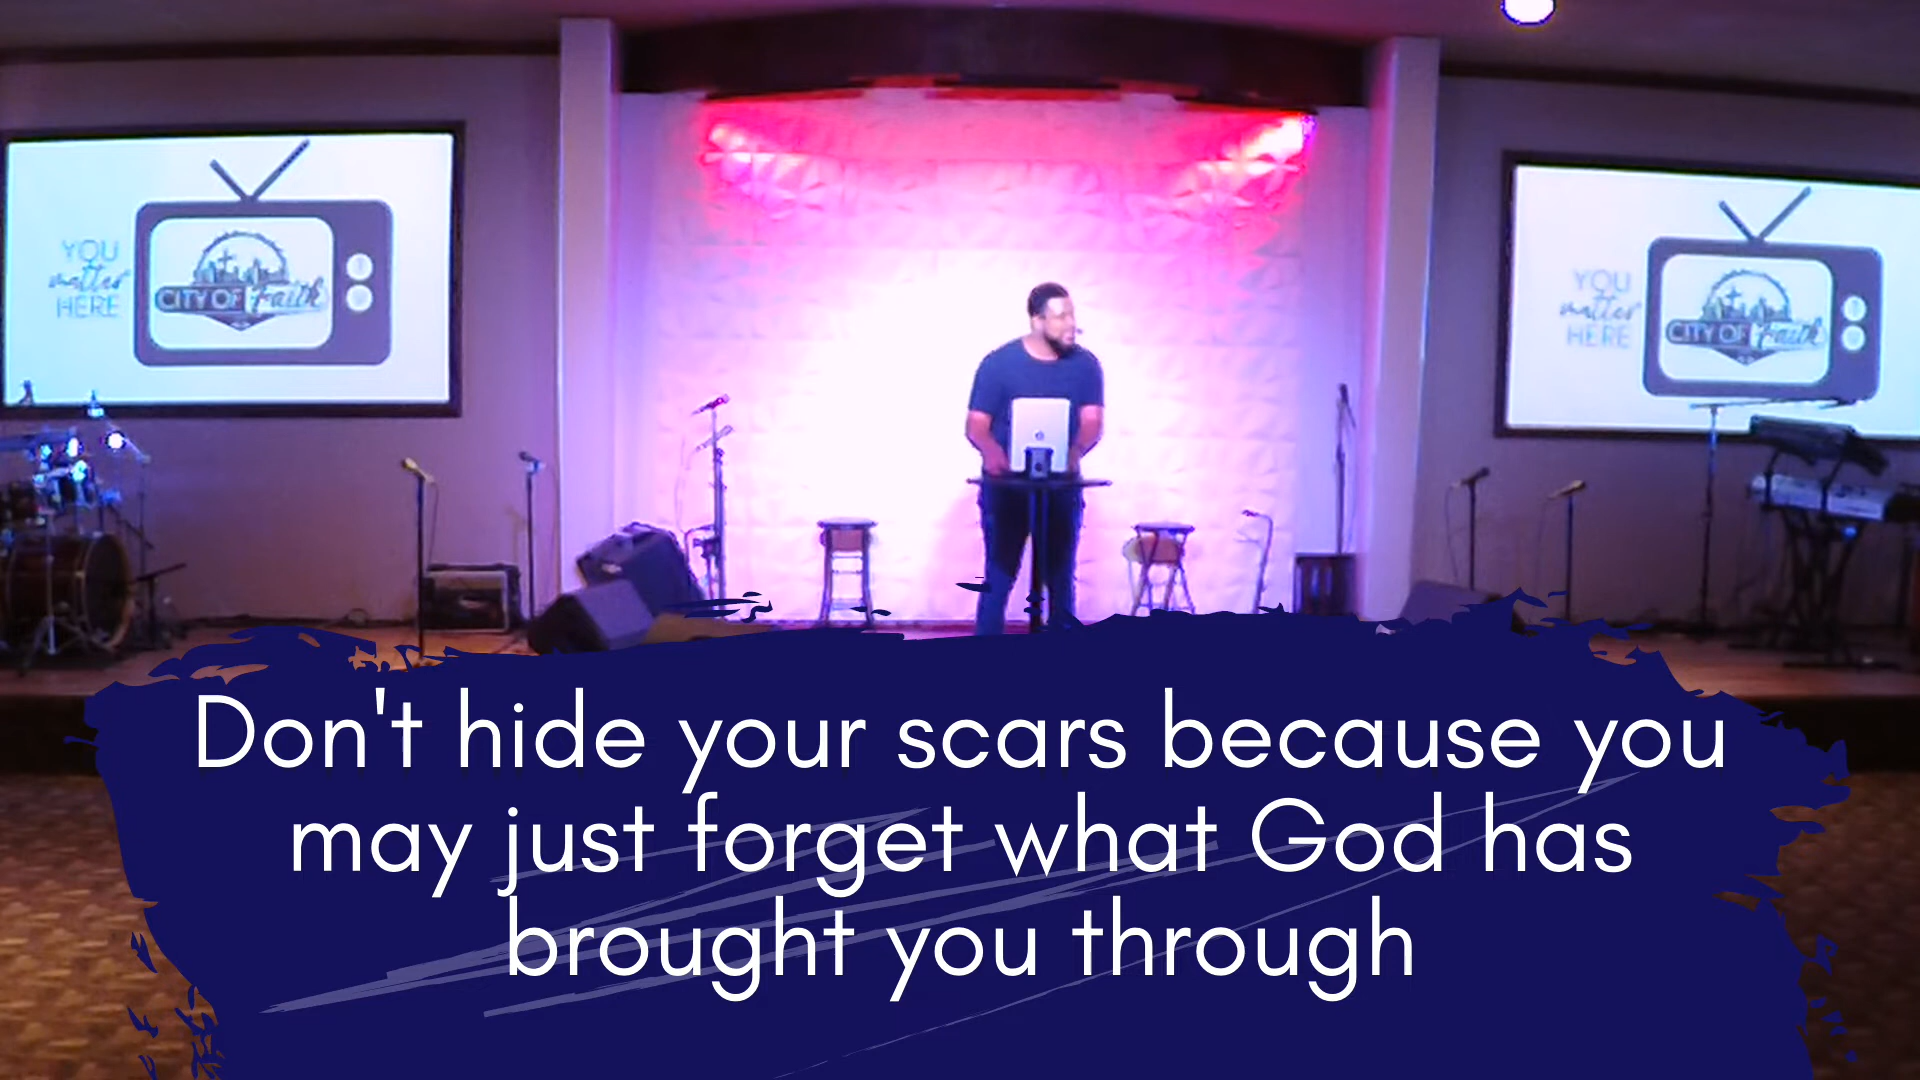 YOU
matter
HERE
CITY OF Faith
YOU
matter
HERE
CITY OF Faith
Don't hide your scars because you
may just forget what God has
brought you through